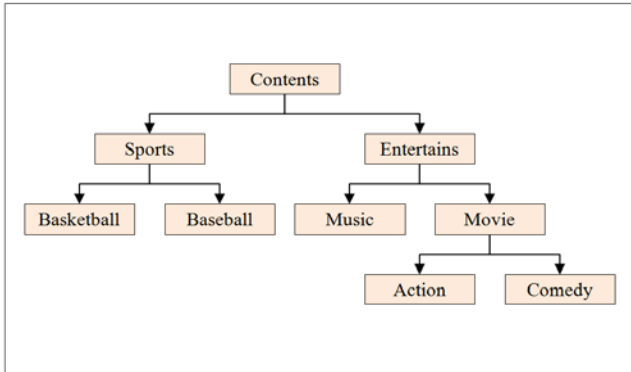 Contents
Sports
Entertains
Basketball
Baseball
Music
Movie
Action
Comedy